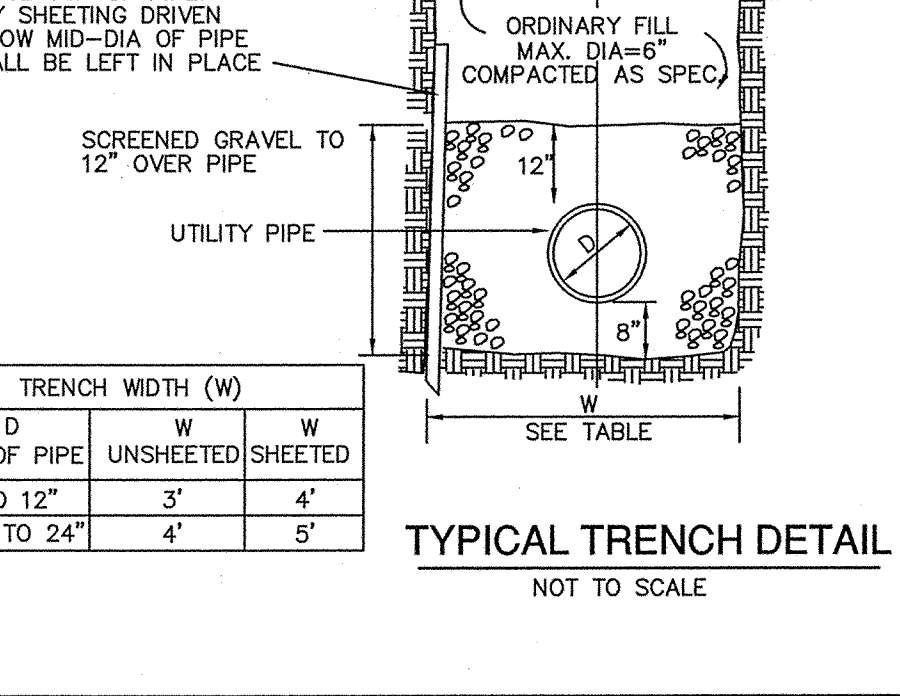 SHEETING DRIVEN
MID-DIA OF PIPE
BE LEFT IN PLACE
ORDINARY FILL
MAX. DIA=6"
COMPACTED AS SPEC.
SCREENED GRAVEL TO
12" OVER PIPE
12"
UTILITY PIPE
D
8"
W
SEE TABLE
TRENCH WIDTH (W)
D W W
OF PIPE UNSHEETED SHEETED
12" 3' 4'
TO 24" 4' 5'
TYPICAL TRENCH DETAIL
NOT TO SCALE